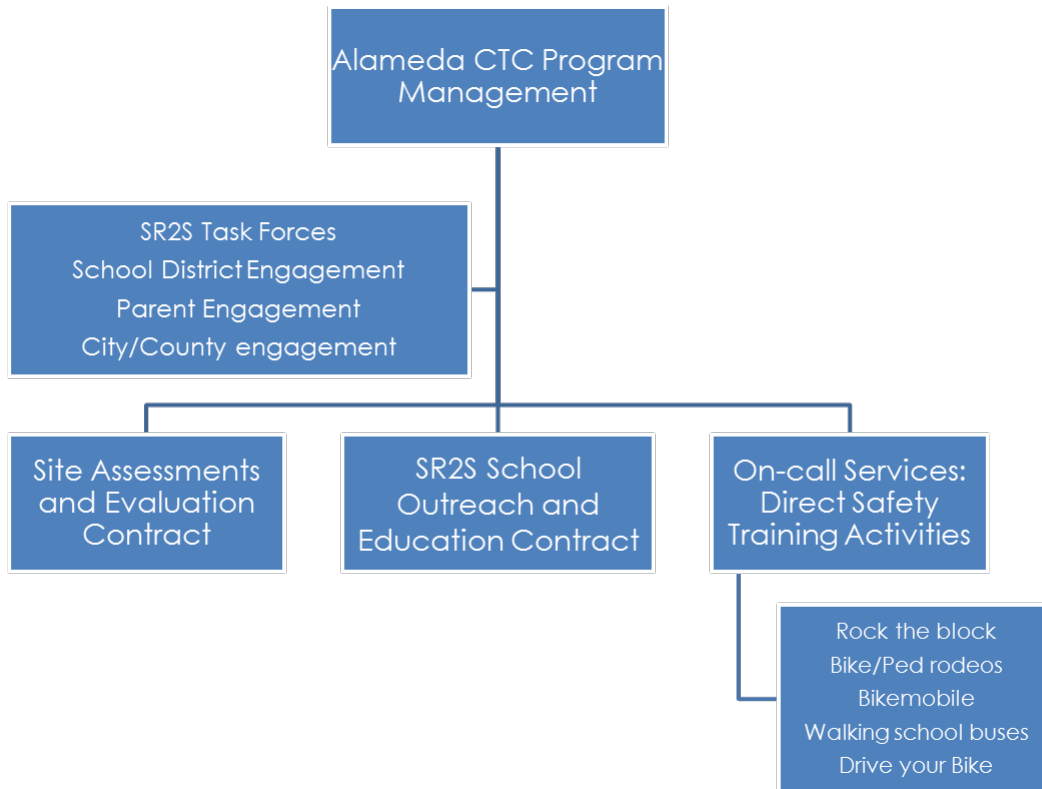 Alameda CTC Program
Management
SR2S Task Forces
School District Engagement
Parent Engagement
City/County engagement
Site Assessments
and Evaluation
Contract
SR2S School
Outreach and
Education Contract
On-call Services:
Direct Safety
Training Activities
Rock the block
Bike/Ped rodeos
Bikemobile
Walking school buses
Drive your Bike